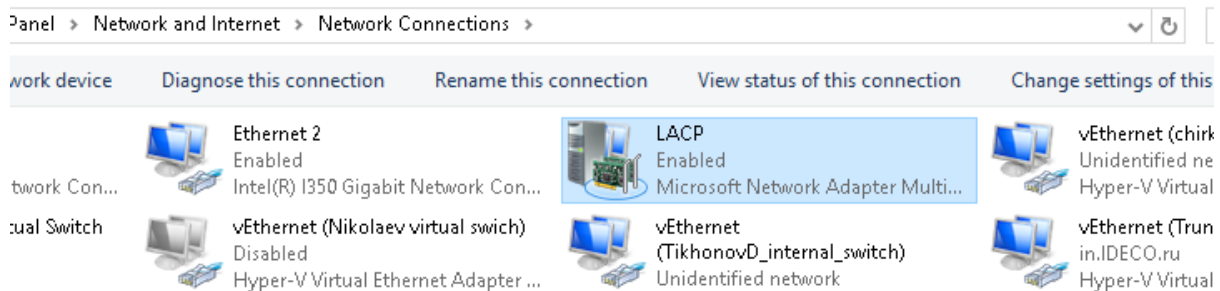 Panel > Network and Internet > Network Connections >
work device Diagnose this connection Rename this connection View status of this connection Change settings of this
Ethernet 2
Enabled
twork Con... Intel(R) I350 Gigabit Network Con...
LACP
Enabled
Microsoft Network Adapter Multi...
vEthernet (chirk
Unidentified ne
Hyper-V Virtual
tual Switch
vEthernet (Nikolaev virtual swich)
Disabled
Hyper-V Virtual Ethernet Adapter ...
vEthernet
(TikhonovD_internal_switch)
Unidentified network
vEthernet (Trun
in.IDECO.ru
Hyper-V Virtual